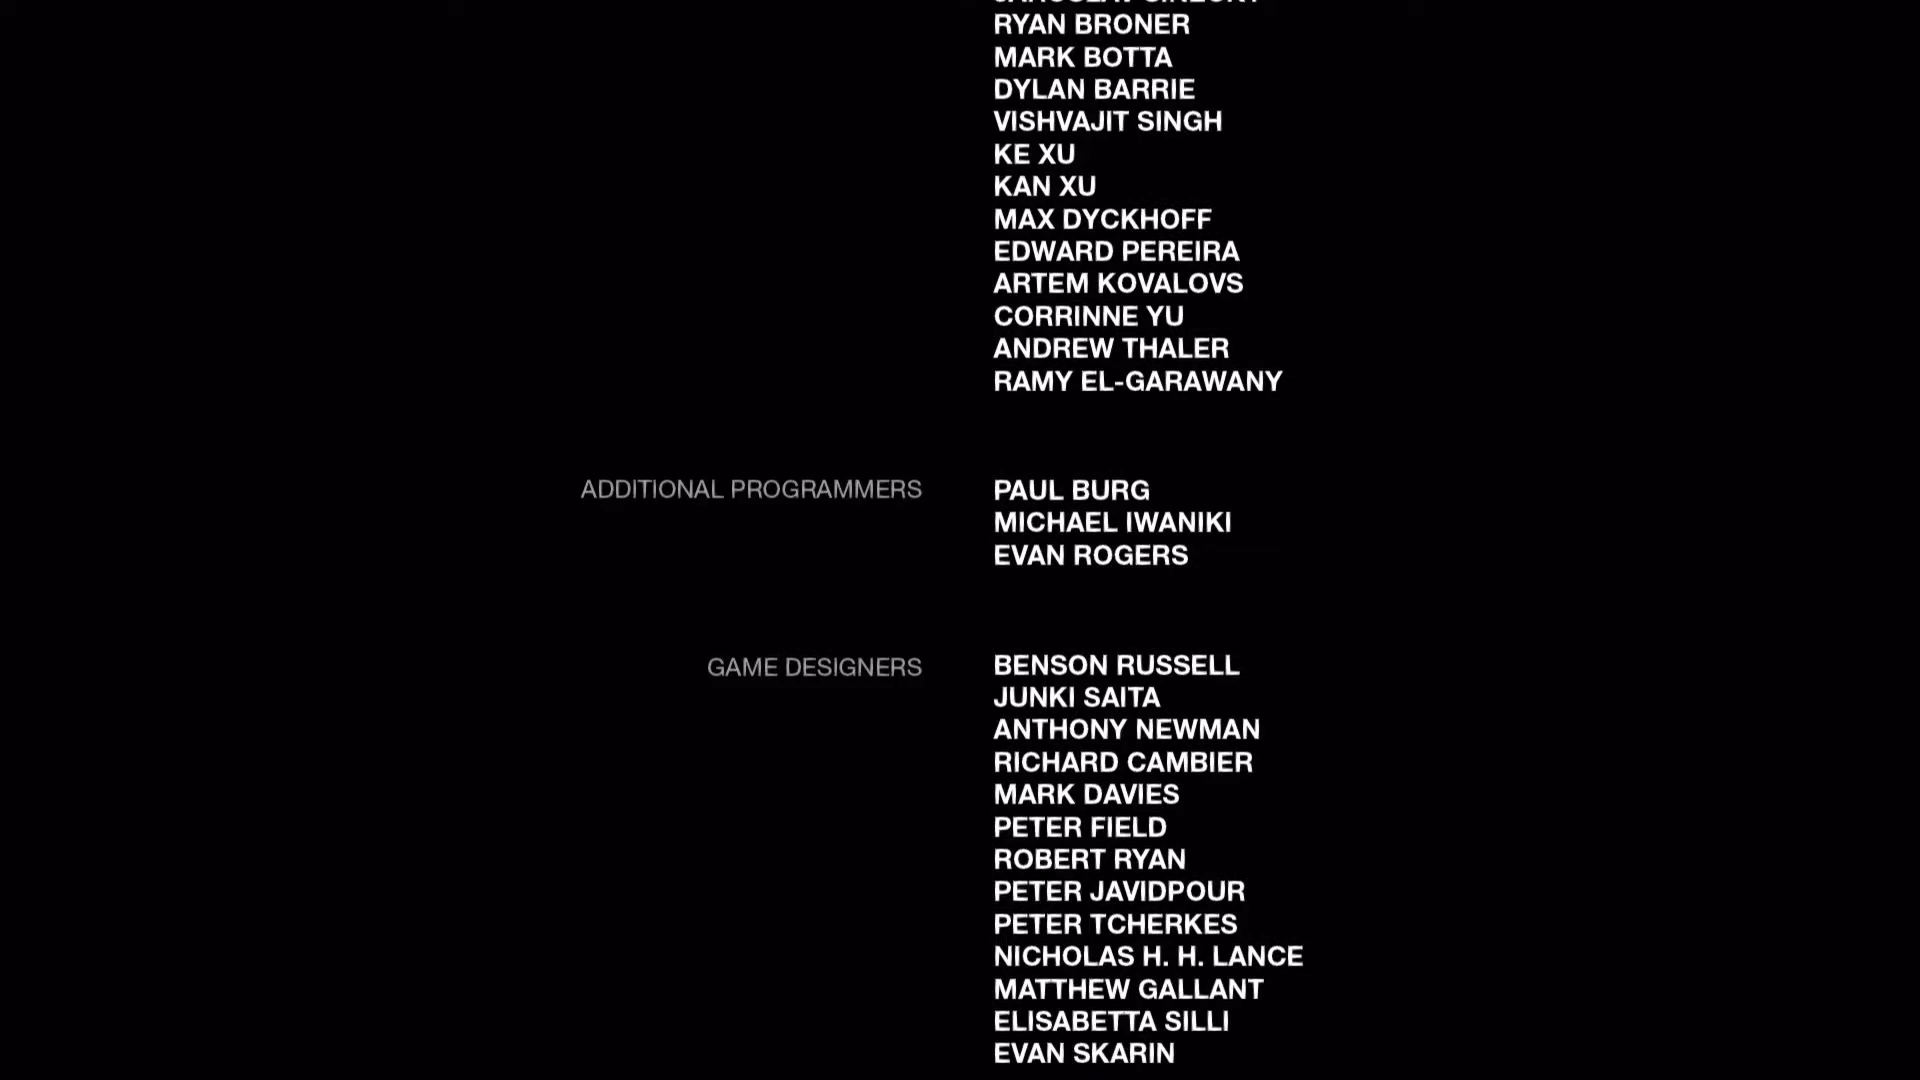 RYAN BRONER
MARK BOTTA
DYLAN BARRIE
VISHVAJIT SINGH
KE XU
KAN XU
MAX DYCKHOFF
EDWARD PEREIRA
ARTEM KOVALOVS
CORRINNE YU
ANDREW THALER
RAMY EL-GARAWANY
ADDITIONAL PROGRAMMERS PAUL BURG
MICHAEL IWANIKI
EVAN ROGERS
GAME DESIGNERS BENSON RUSSELL
JUNKI SAITA
ANTHONY NEWMAN
RICHARD CAMBIER
MARK DAVIES
PETER FIELD
ROBERT RYAN
PETER JAVIDPOUR
PETER TCHERKES
NICHOLAS H. H. LANCE
MATTHEW GALLANT
ELISABETTA SILLI
EVAN SKARIN